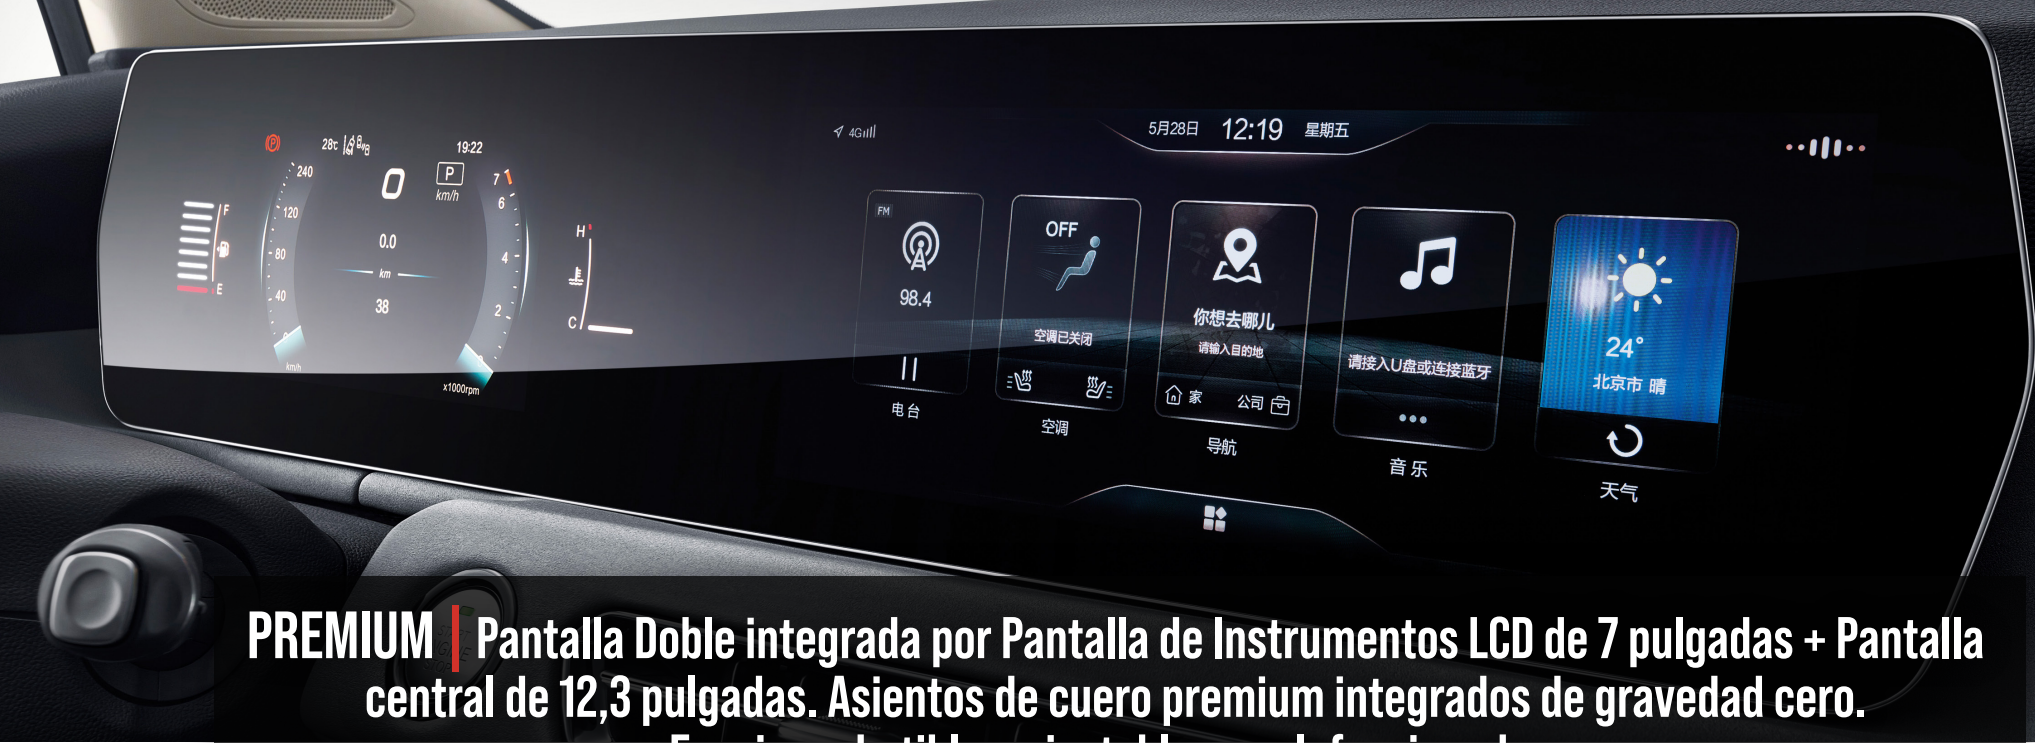 28℃
19:22
0
P
km/h
240
120
80
40
0
km/h
F
E
0.0
km
38
7
6
4
2
x1000rpm
H
C
4G
5月28日 12:19 星期五
FM
98.4
电台
OFF
空调已关闭
空调
你想去哪儿
请输入目的地
家 公司
导航
请接入U盘或连接蓝牙
音乐
24°
北京市 晴
天气
PREMIUM | Pantalla Doble integrada por Pantalla de Instrumentos LCD de 7 pulgadas + Pantalla
central de 12,3 pulgadas. Asientos de cuero premium integrados de gravedad cero.